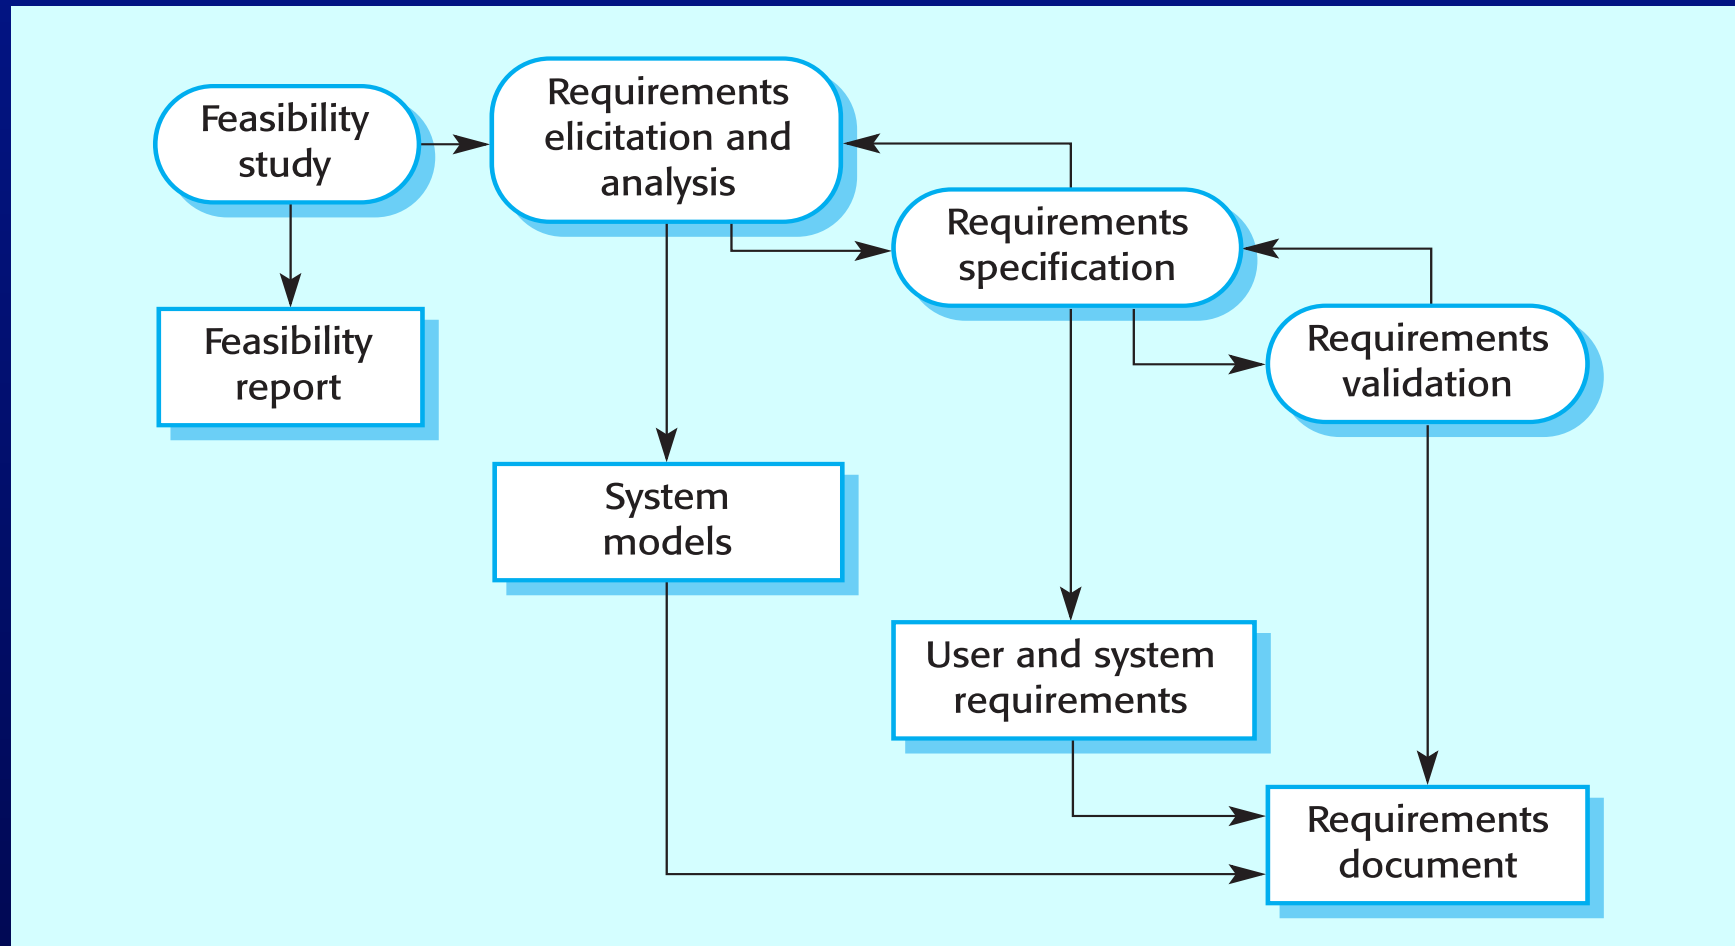 Feasibility
study
Requirements
elicitation and
analysis
Requirements
specification
Requirements
validation
Feasibility
report
System
models
User and system
requirements
Requirements
document